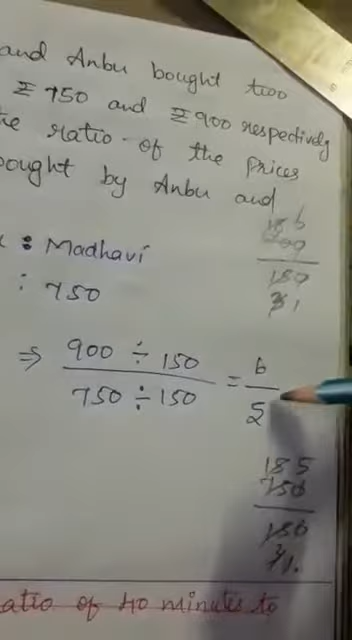 and Anbu bought two
₹750 and ₹900 respectively
the ratio of the prices
bought by Anbu and
: Madhavi
: 750
⇒ 900 ÷ 150 / 750 ÷ 150 = 6/5
ratio of 40 minutes to